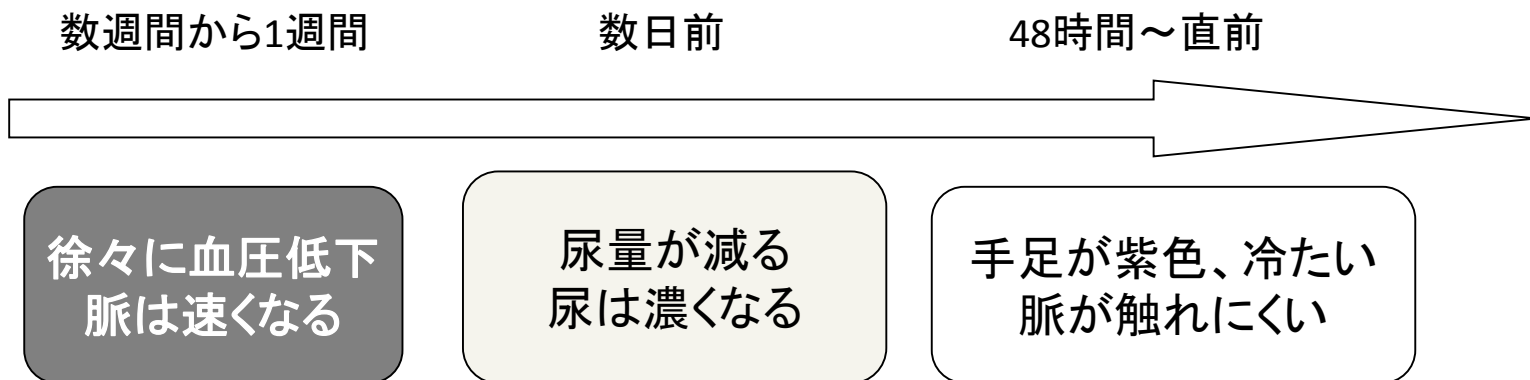 数週間から1週間
数日前
48時間～直前
徐々に血圧低下
脈は速くなる
尿量が減る
尿は濃くなる
手足が紫色、冷たい
脈が触れにくい